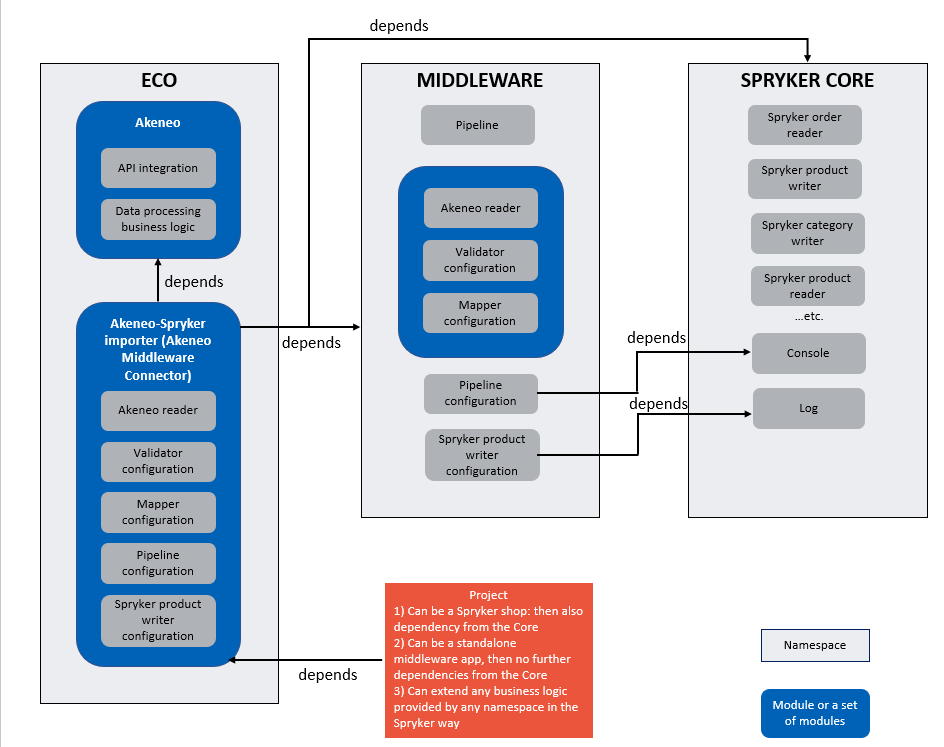 depends
ECO
Akeneo
API integration
Data processing
business logic
depends
Akeneo-Spryker
importer (Akeneo
Middleware
Connector)
Akeneo reader
Validator
configuration
Mapper
configuration
Pipeline
configuration
Spryker product
writer
configuration
depends
MIDDLEWARE
Pipeline
Akeneo reader
Validator
configuration
Mapper
configuration
Pipeline
configuration
Spryker product
writer
configuration
depends
depends
SPRYKER CORE
Spryker order
reader
Spryker product
writer
Spryker category
writer
Spryker product
reader
...etc.
Console
Log
depends
Project
1) Can be a Spryker shop: then also
dependency from the Core
2) Can be a standalone
middleware app, then no further
dependencies from the Core
3) Can extend any business logic
provided by any namespace in the
Spryker way
Namespace
Module or a set
of modules